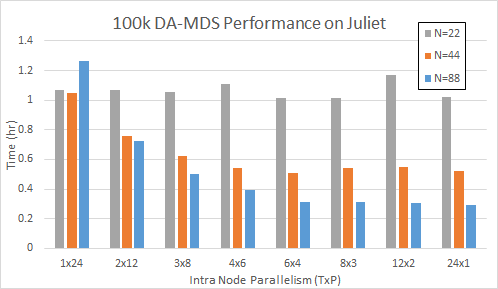 100k DA-MDS Performance on Juliet
N=22
N=44
N=88
Time (hr)
1.4
1.2
1
0.8
0.6
0.4
0.2
0
1x24 2x12 3x8 4x6 6x4 8x3 12x2 24x1
Intra Node Parallelism (TxP)